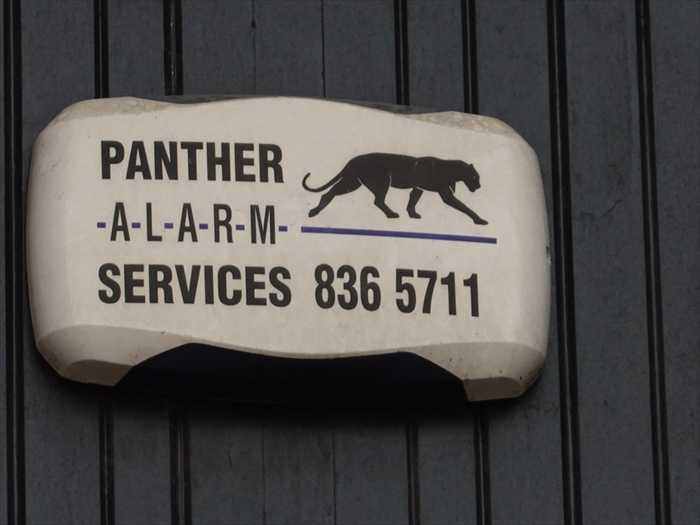 PANTHER
-A-L-A-R-M-
SERVICES 836 5711